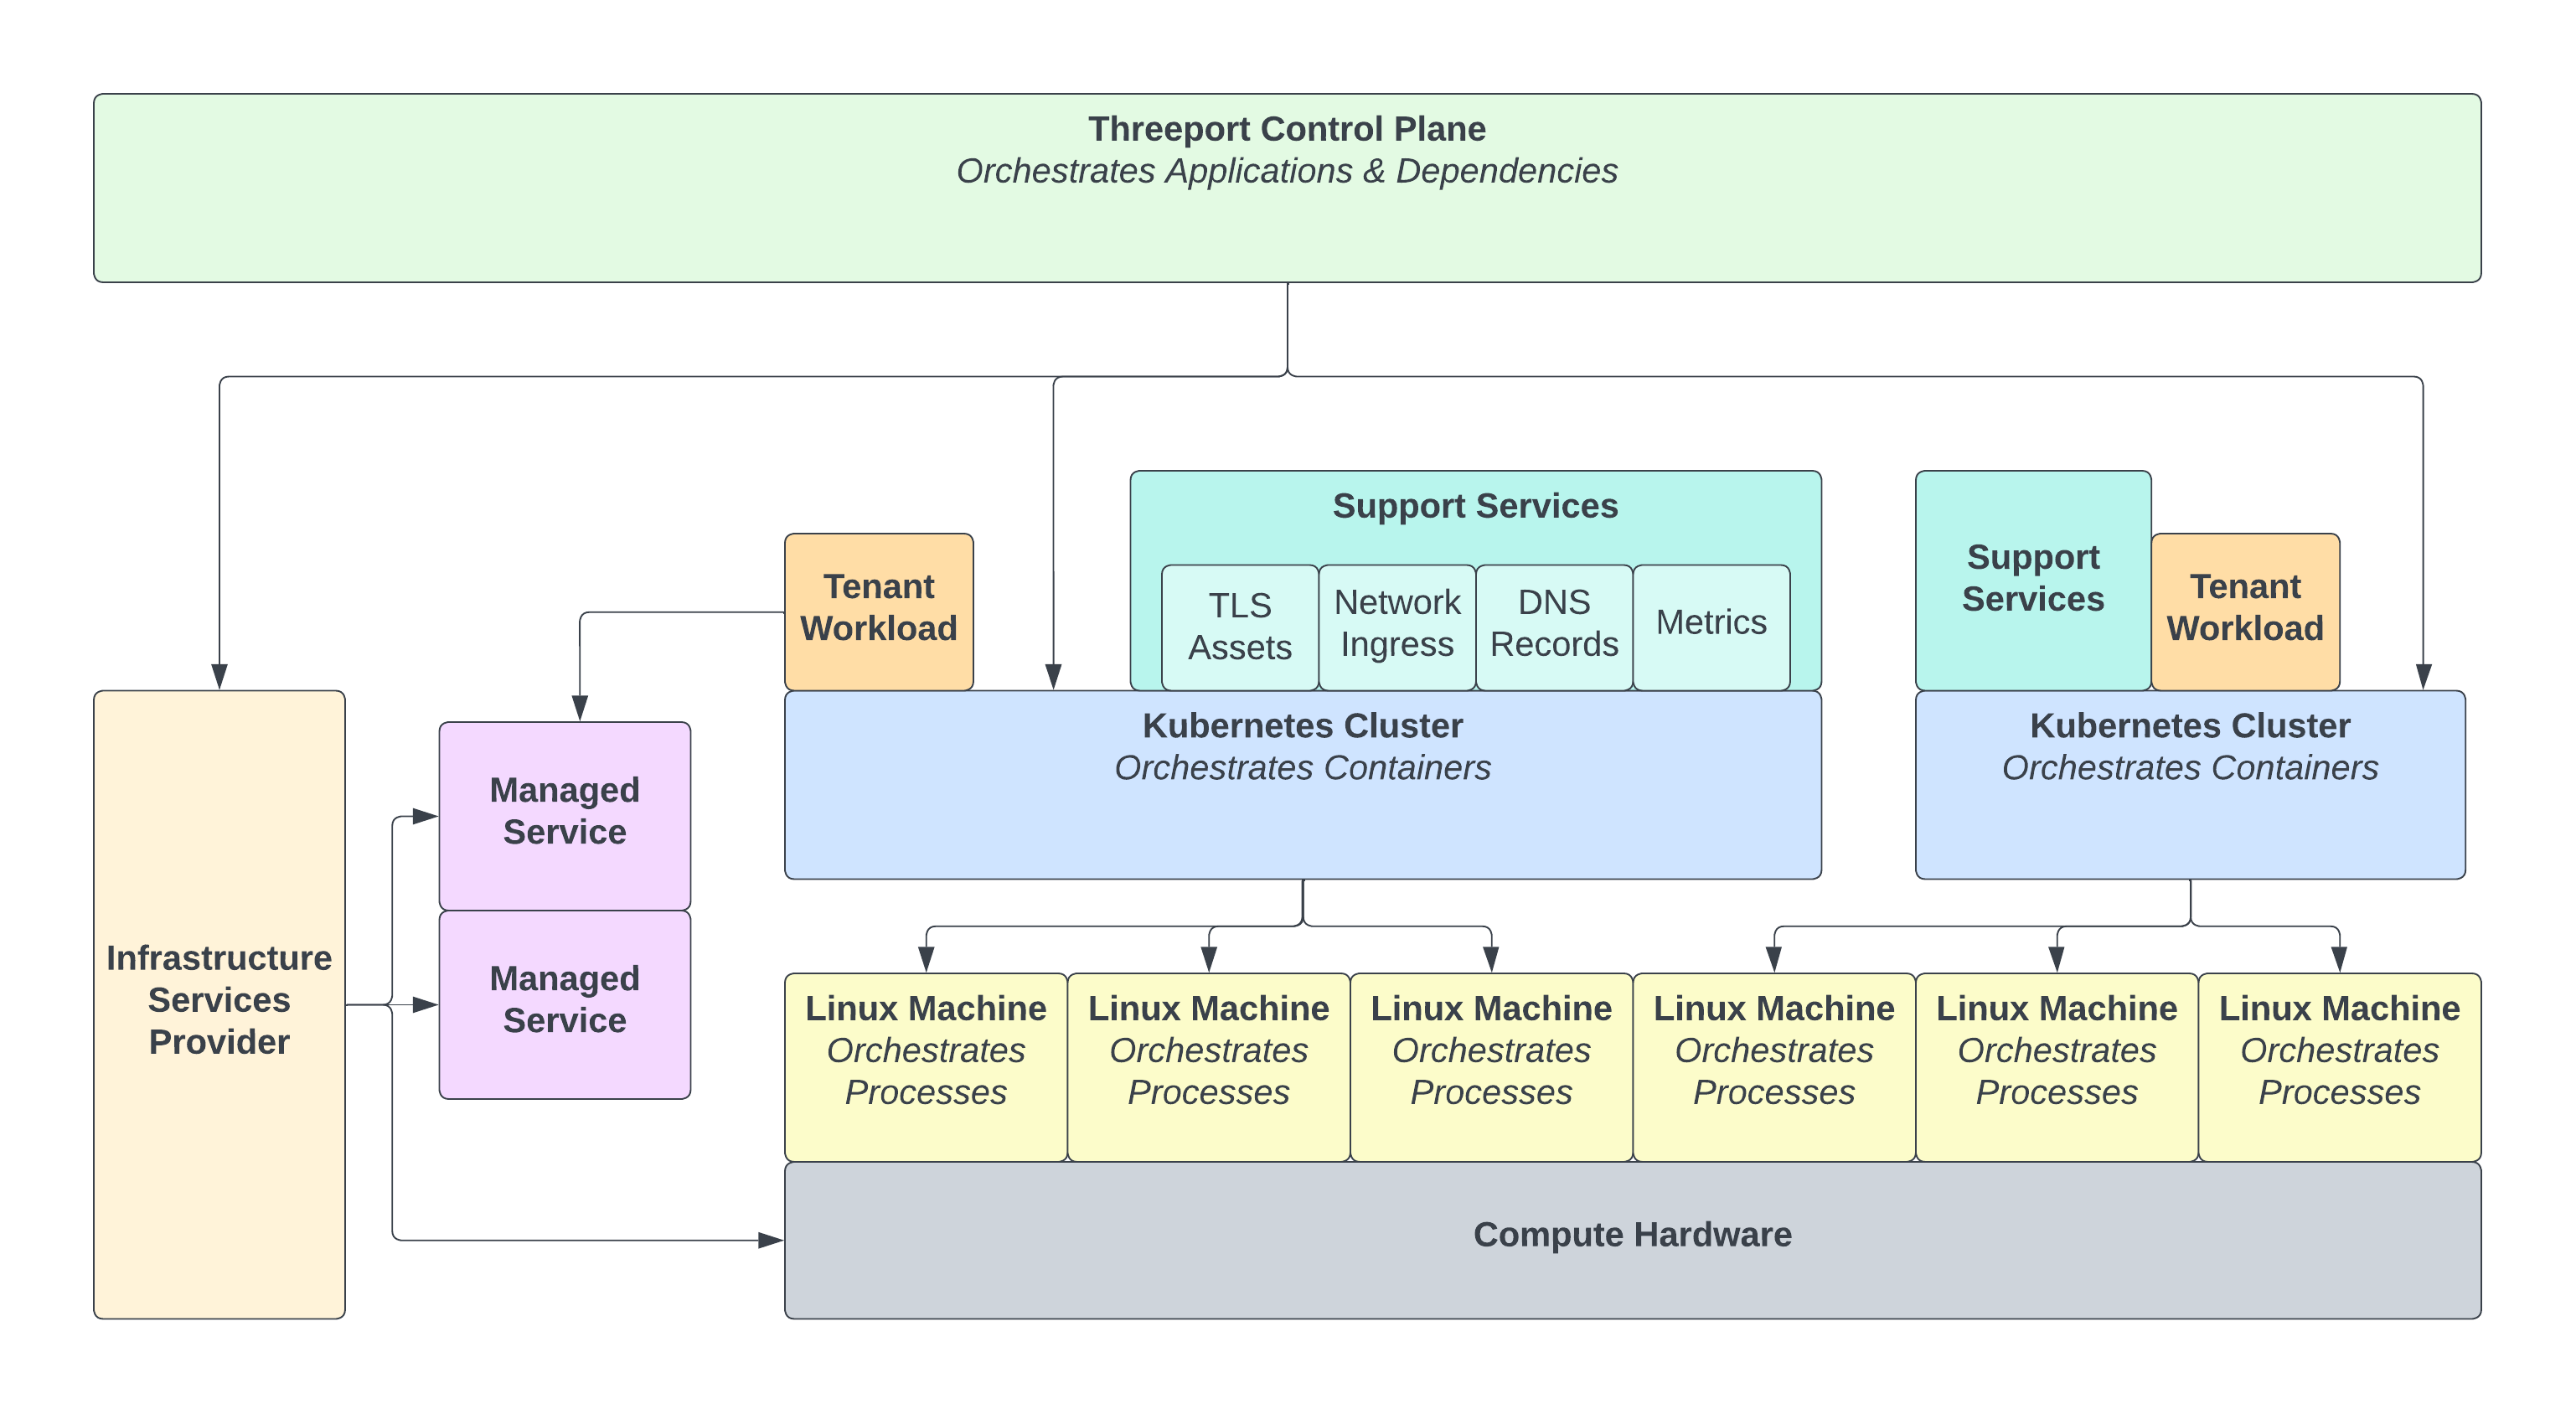 Threeport Control Plane
Orchestrates Applications & Dependencies
Support Services
TLS
Assets
Network
Ingress
DNS
Records
Metrics
Support
Services
Tenant
Workload
Tenant
Workload
Kubernetes Cluster
Orchestrates Containers
Kubernetes Cluster
Orchestrates Containers
Managed
Service
Managed
Service
Infrastructure
Services
Provider
Linux Machine
Orchestrates
Processes
Linux Machine
Orchestrates
Processes
Linux Machine
Orchestrates
Processes
Linux Machine
Orchestrates
Processes
Linux Machine
Orchestrates
Processes
Linux Machine
Orchestrates
Processes
Compute Hardware